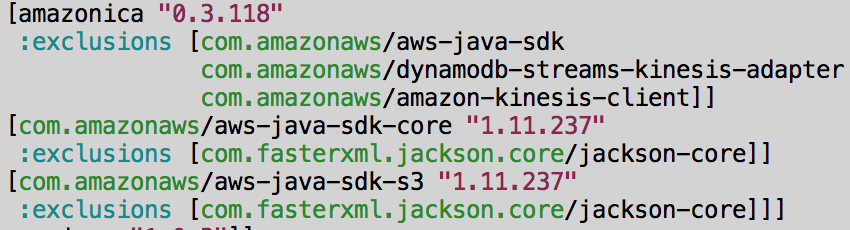 [amazonica "0.3.118"
:exclusions [com.amazonaws/aws-java-sdk
com.amazonaws/dynamodb-streams-kinesis-adapter
com.amazonaws/amazon-kinesis-client]]
[com.amazonaws/aws-java-sdk-core "1.11.237"
:exclusions [com.fasterxml.jackson.core/jackson-core]]
[com.amazonaws/aws-java-sdk-s3 "1.11.237"
:exclusions [com.fasterxml.jackson.core/jackson-core]]]